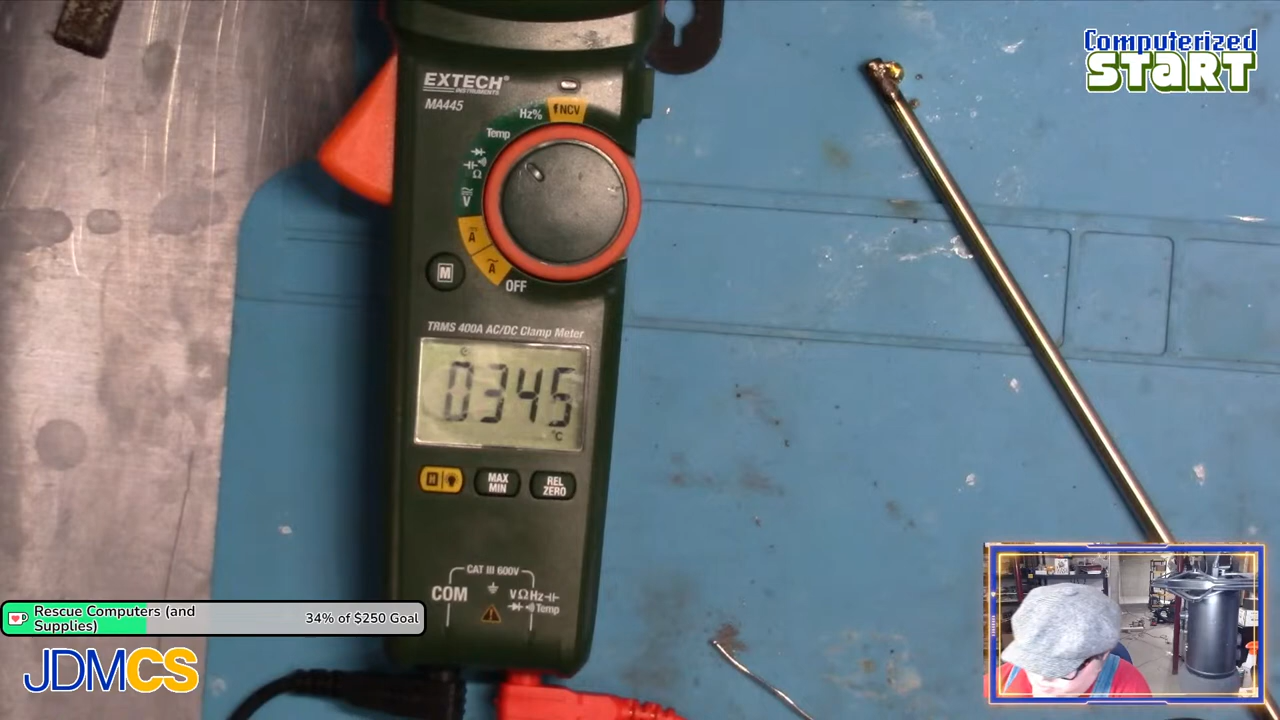 Computerized
START
EXTECH®
INSTRUMENTS
MA445
Hz%
NCV
Temp
Ω
V
A
A
OFF
M
TRMS 400A AC/DC Clamp Meter
0345
°C
H
MAX
MIN
REL
ZERO
CAT III 600V
COM
VΩHz
Temp
Rescue Computers (and
Supplies)
34% of $250 Goal
JDMCS